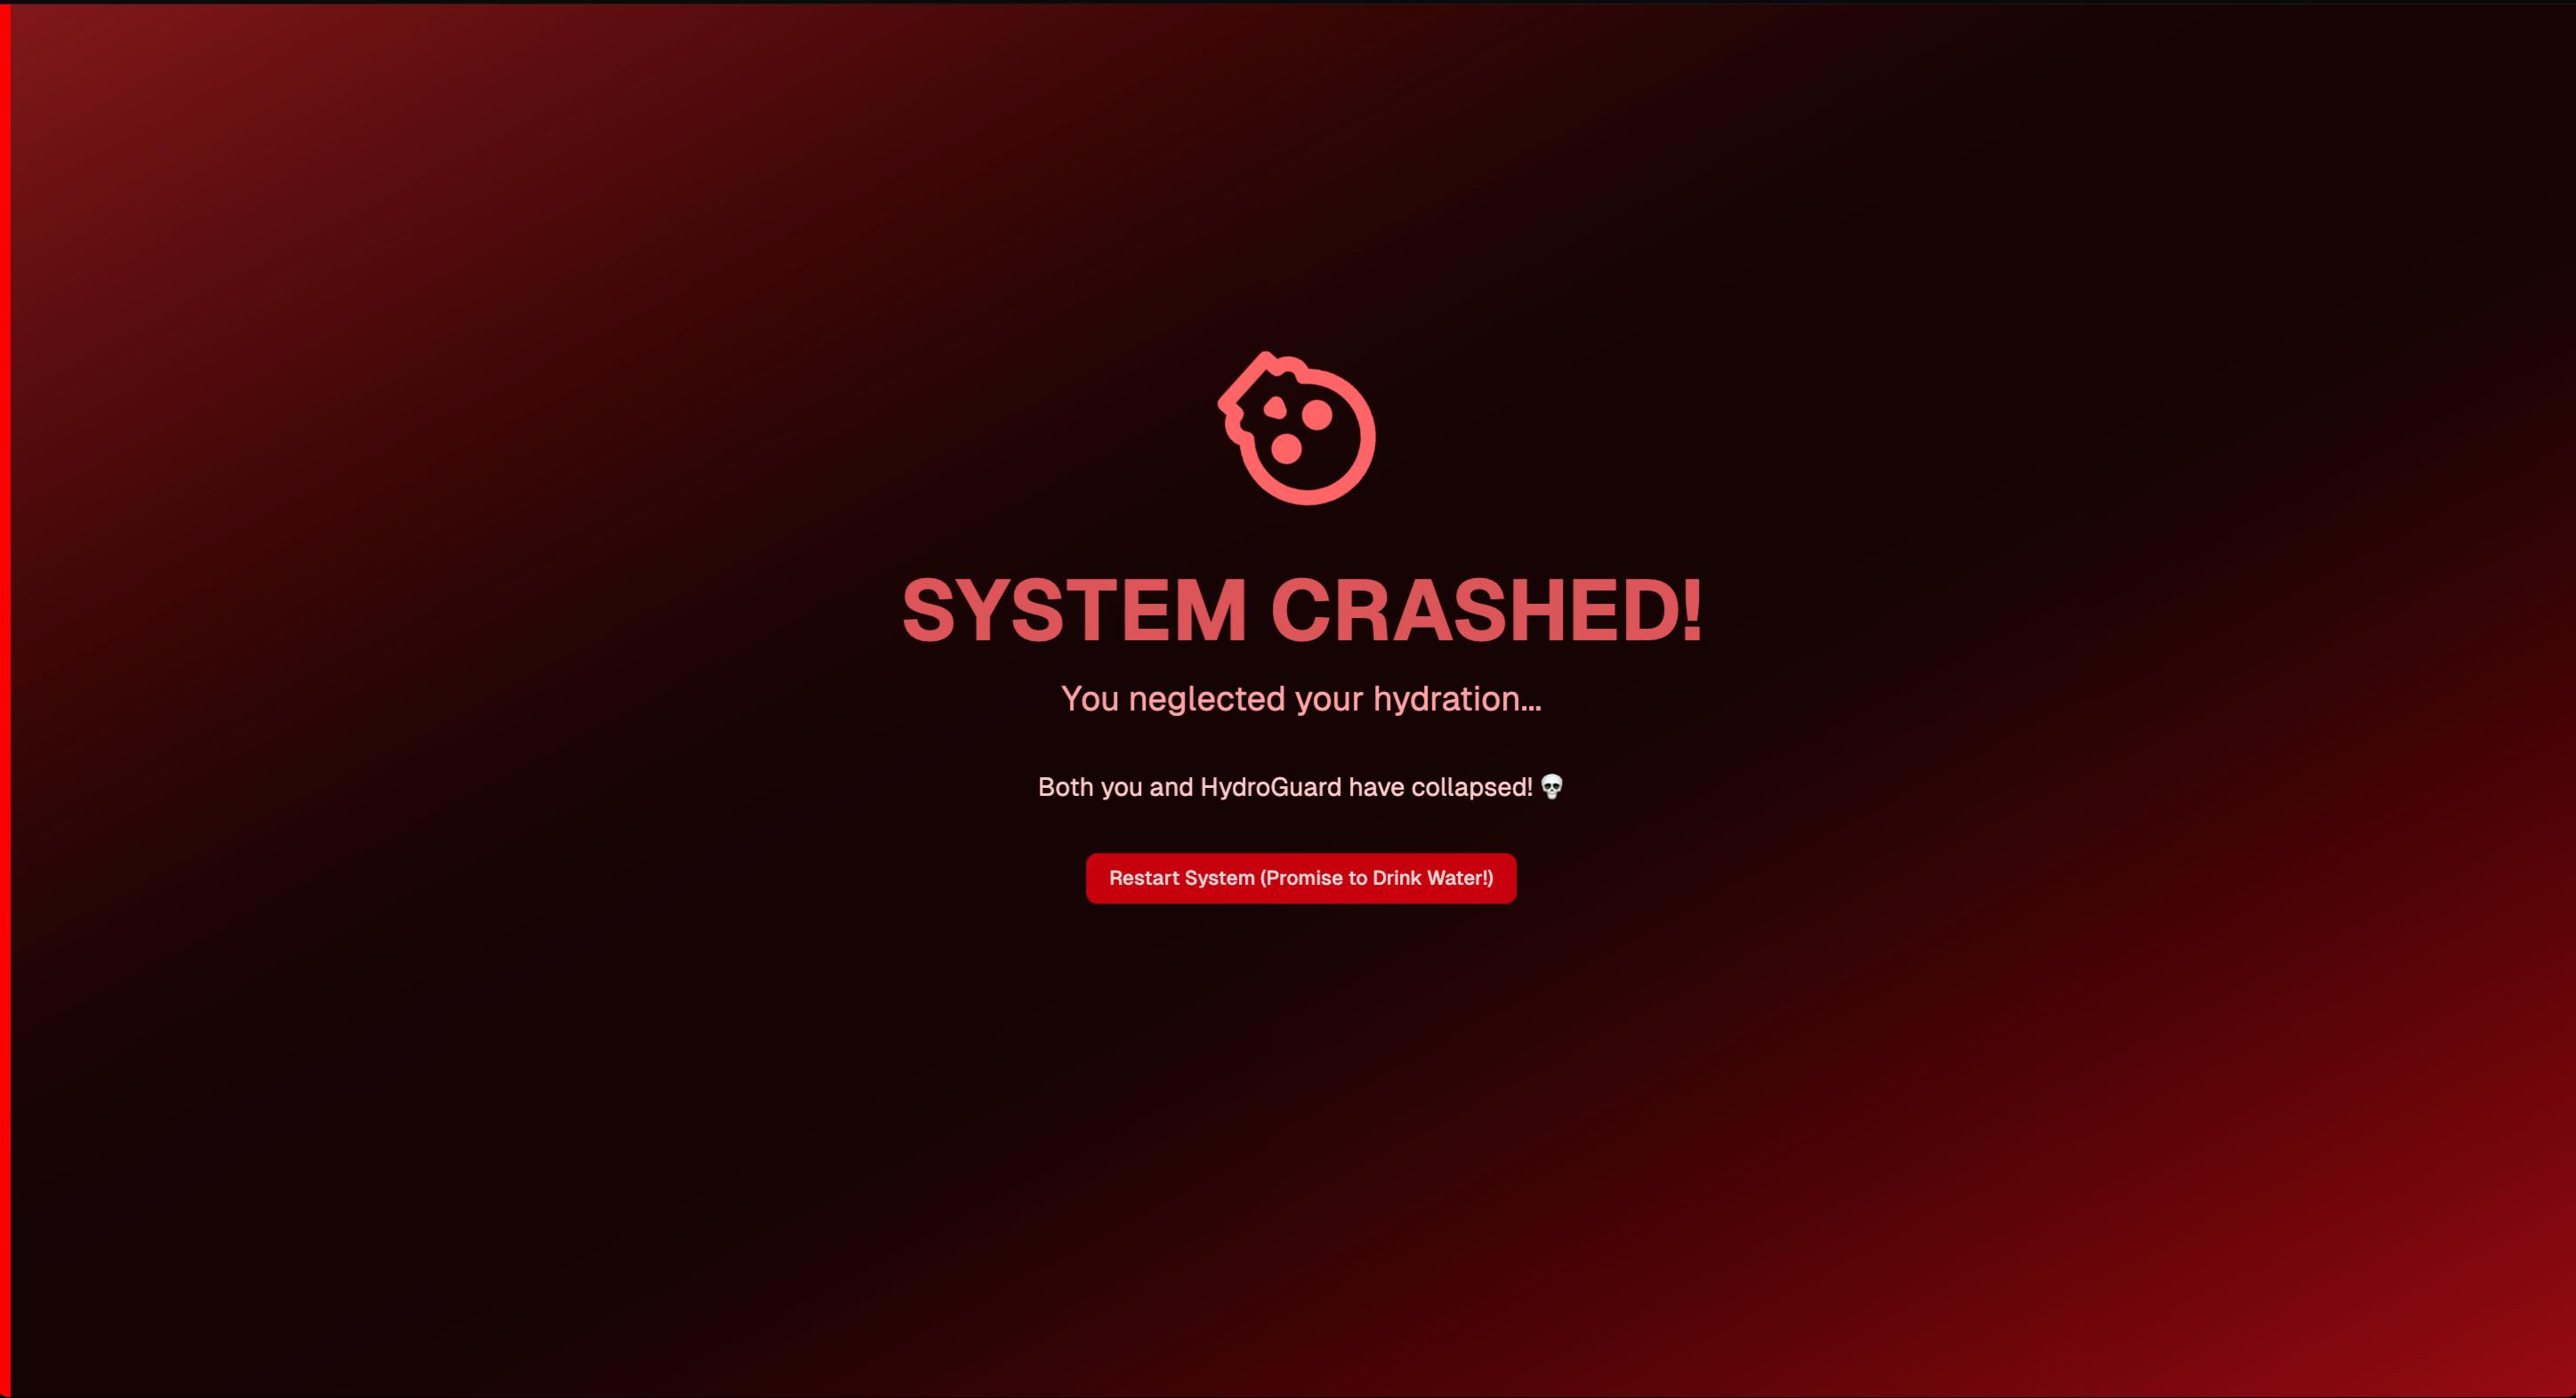 SYSTEM CRASHED!
You neglected your hydration...
Both you and HydroGuard have collapsed! 💀
Restart System (Promise to Drink Water!)